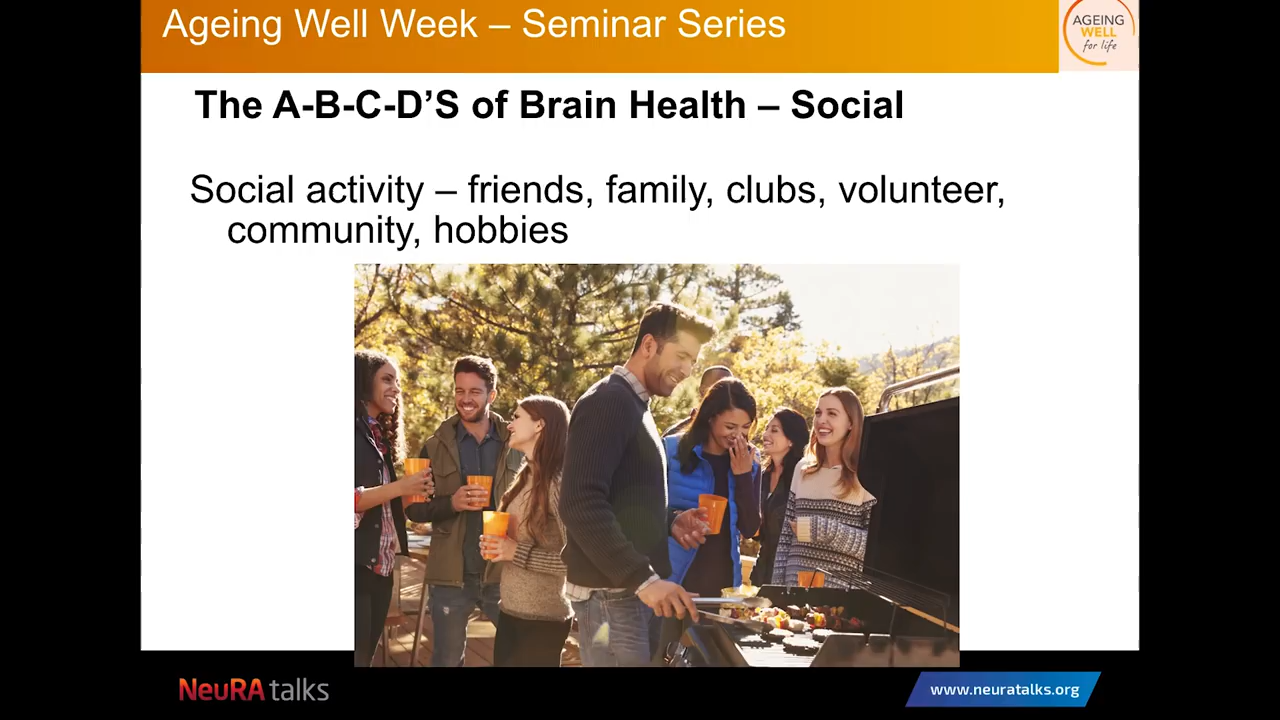 Ageing Well Week – Seminar Series
AGEING
WELL
for life
The A-B-C-D’S of Brain Health – Social
Social activity – friends, family, clubs, volunteer,
community, hobbies
NeuRA talks
www.neuratalks.org